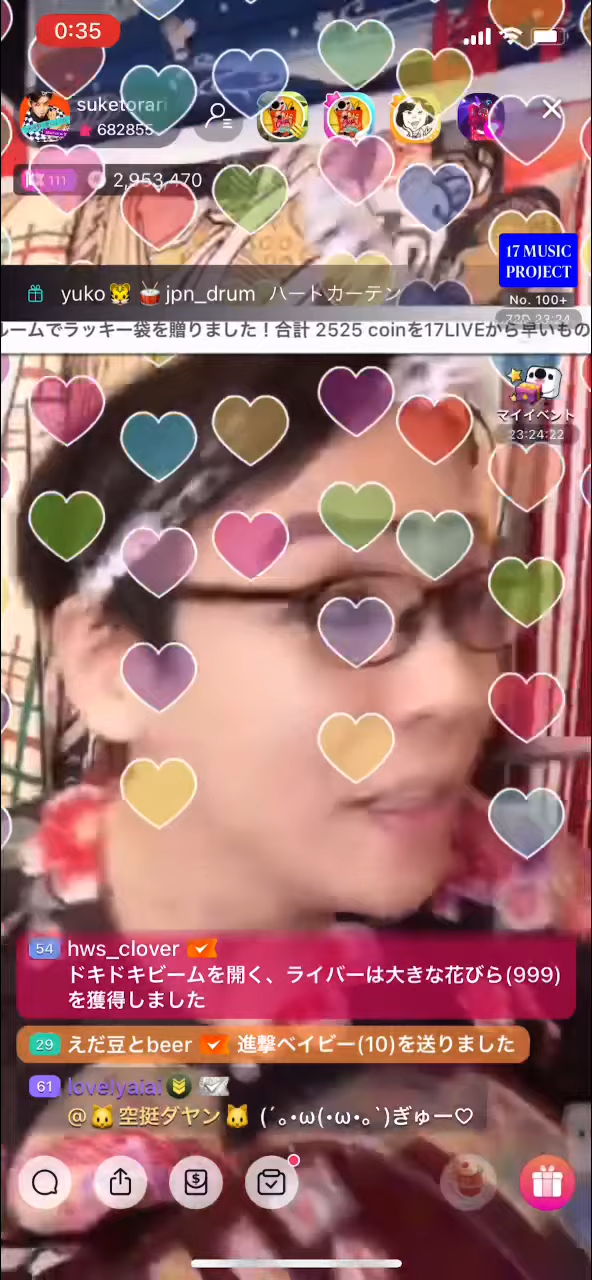 0:35
suketorari
682855
111
2,953,470
17 MUSIC
PROJECT
No. 100+
72D 23:24
yuko🐯 🥁jpn_drum ハートカーテン
ルームでラッキー袋を贈りました！合計 2525 coinを17LIVEから早いもの
マイイベント
23:24:22
54 hws_clover
ドキドキビームを開く、ライバーは大きな花びら(999)
を獲得しました
29 えだ豆とbeer 進撃ベイビー(10)を送りました
61 lovelyaiai
@🐱空挺ダヤン🐱 (´｡･ω(･ω･｡`)ぎゅー♡